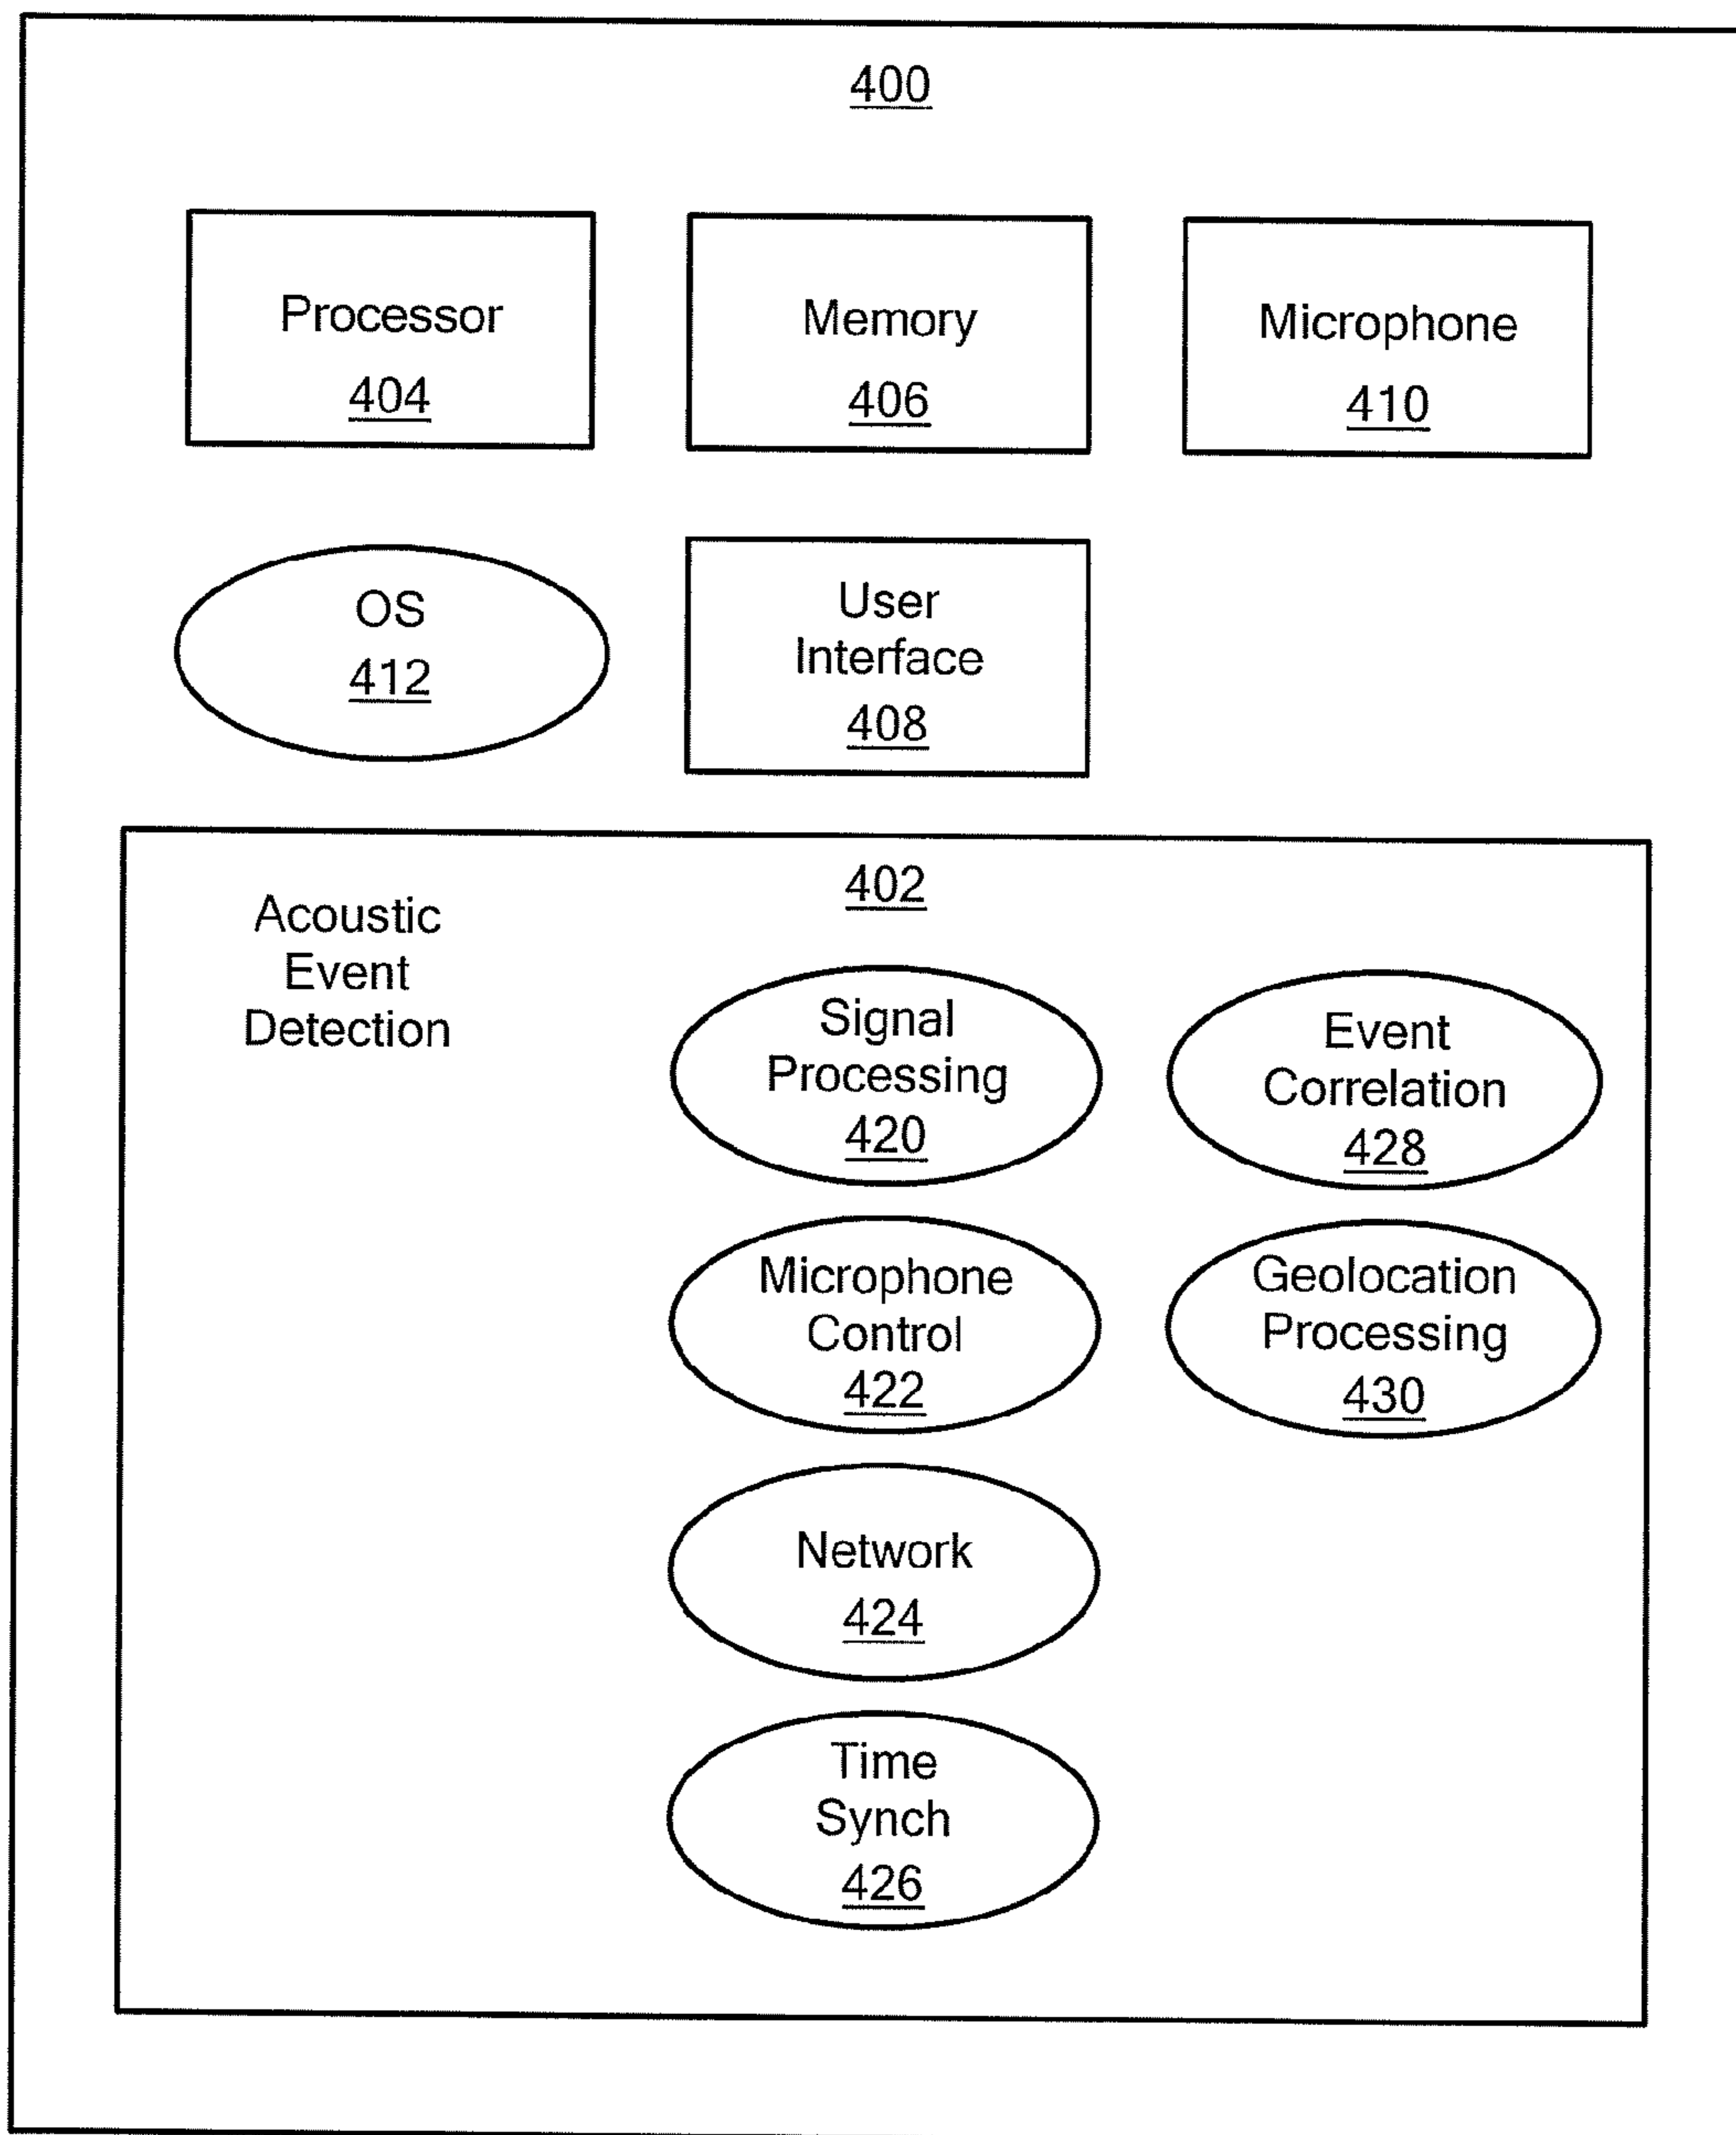 400
Processor
404
Memory
406
Microphone
410
OS
412
User
Interface
408
402
Acoustic
Event
Detection
Signal
Processing
420
Event
Correlation
428
Microphone
Control
422
Geolocation
Processing
430
Network
424
Time
Synch
426